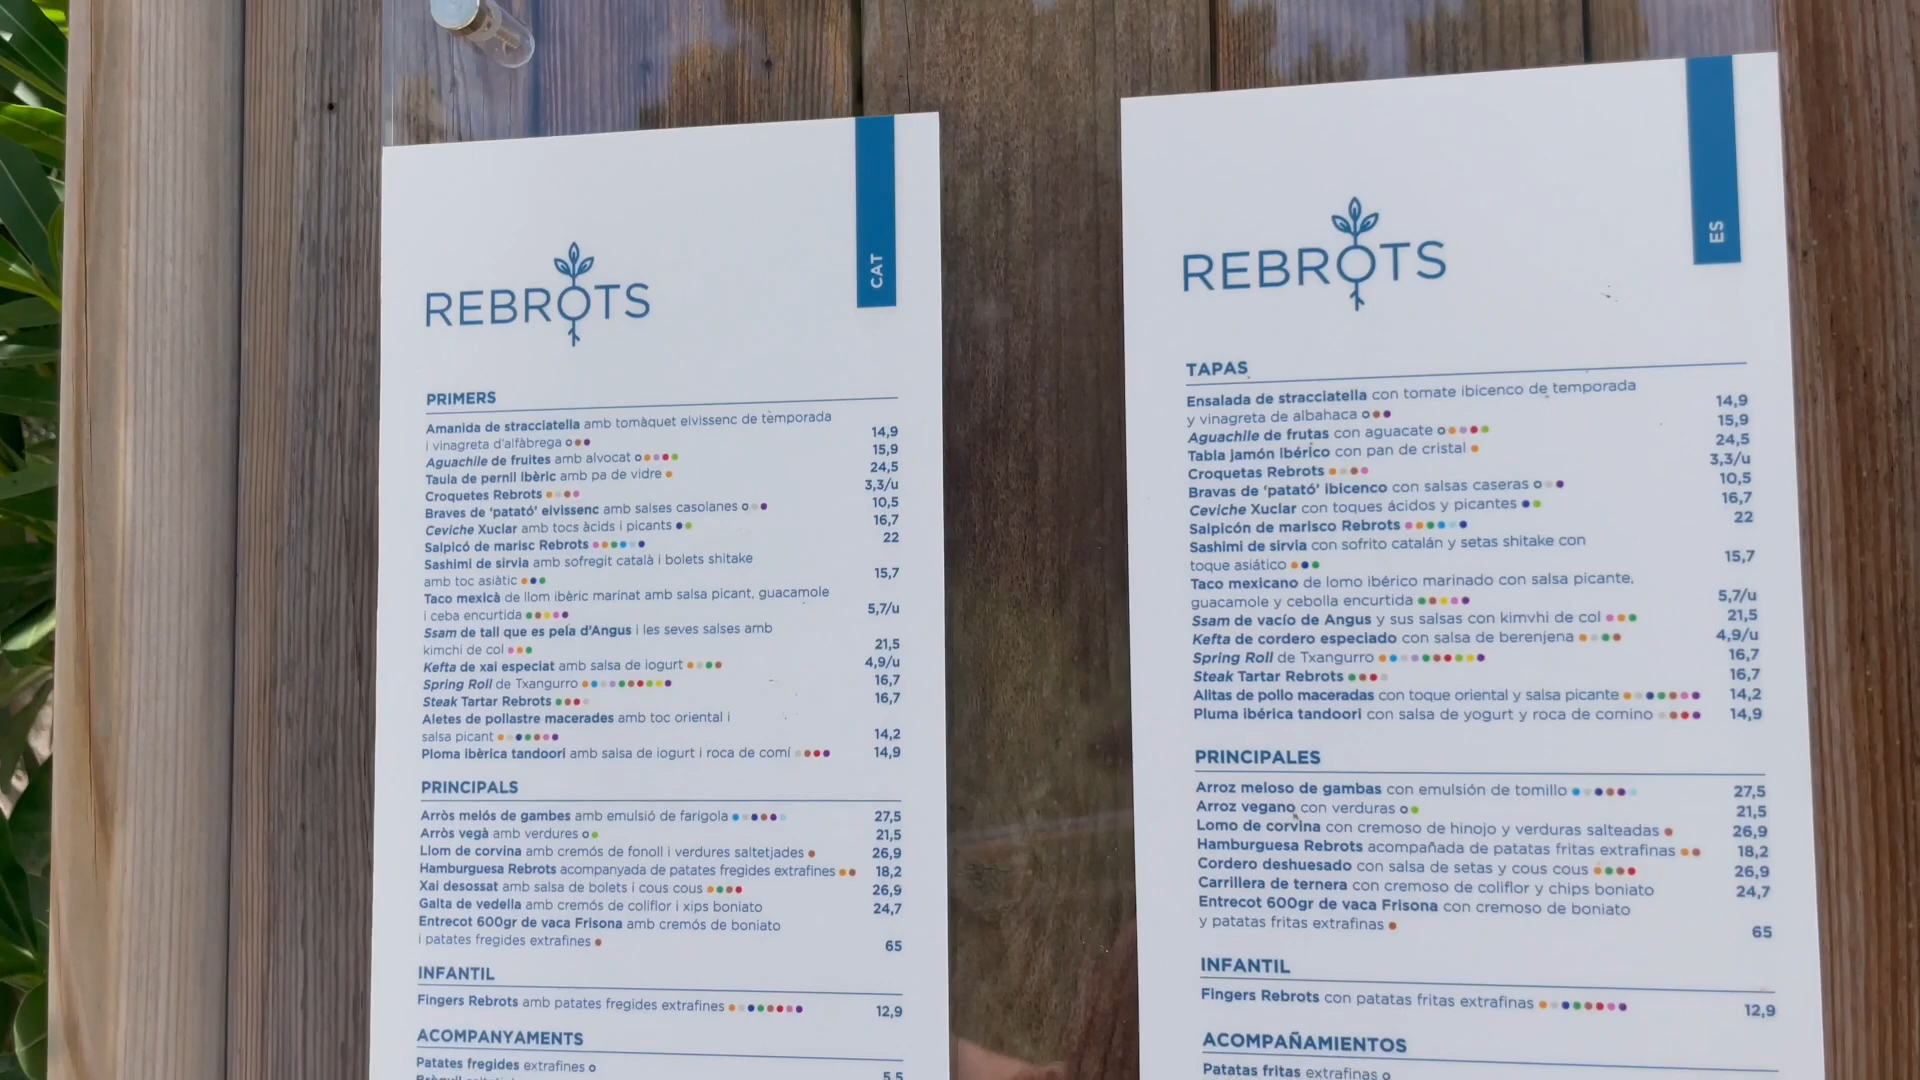 CAT
REBROTS
PRIMERS
Amanida de stracciatella amb tomàquet eivissenc de temporada
i vinagreta d'alfàbrega 14,9
Aguachile de fruites amb alvocat 15,9
Taula de pernil ibèric amb pa de vidre 24,5
Croquetes Rebrots 3,3/u
Braves de 'patató' eivissenc amb salses casolanes 10,5
Ceviche Xuclar amb tocs àcids i picants 16,7
Salpicó de marisc Rebrots 22
Sashimi de sirvia amb sofregit català i bolets shitake
amb toc asiàtic 15,7
Taco mexicà de llom ibèric marinat amb salsa picant, guacamole
i ceba encurtida 5,7/u
Ssam de tall que es pela d'Angus i les seves salses amb
kimchi de col 21,5
Kefta de xai especiat amb salsa de iogurt 4,9/u
Spring Roll de Txangurro 16,7
Steak Tartar Rebrots 16,7
Aletes de pollastre macerades amb toc oriental i
salsa picant 14,2
Ploma ibèrica tandoori amb salsa de iogurt i roca de comí 14,9
PRINCIPALS
Arròs melós de gambes amb emulsió de farigola 27,5
Arròs vegà amb verdures 21,5
Llom de corvina amb cremós de fonoll i verdures saltetjades 26,9
Hamburguesa Rebrots acompanyada de patates fregides extrafines 18,2
Xai desossat amb salsa de bolets i cous cous 26,9
Galta de vedella amb cremós de coliflor i xips boniato 24,7
Entrecot 600gr de vaca Frisona amb cremós de boniato
i patates fregides extrafines 65
INFANTIL
Fingers Rebrots amb patates fregides extrafines 12,9
ACOMPANYAMENTS
Patates fregides extrafines 5,5
ES
REBROTS
TAPAS
Ensalada de stracciatella con tomate ibicenco de temporada
y vinagreta de albahaca 14,9
Aguachile de frutas con aguacate 15,9
Tabla jamón ibérico con pan de cristal 24,5
Croquetas Rebrots 3,3/u
Bravas de 'patató' ibicenco con salsas caseras 10,5
Ceviche Xuclar con toques ácidos y picantes 16,7
Salpicón de marisco Rebrots 22
Sashimi de sirvia con sofrito catalán y setas shitake con
toque asiático 15,7
Taco mexicano de lomo ibérico marinado con salsa picante,
guacamole y cebolla encurtida 5,7/u
Ssam de vacío de Angus y sus salsas con kimvhi de col 21,5
Kefta de cordero especiado con salsa de berenjena 4,9/u
Spring Roll de Txangurro 16,7
Steak Tartar Rebrots 16,7
Alitas de pollo maceradas con toque oriental y salsa picante 14,2
Pluma ibérica tandoori con salsa de yogurt y roca de comino 14,9
PRINCIPALES
Arroz meloso de gambas con emulsión de tomillo 27,5
Arroz vegano con verduras 21,5
Lomo de corvina con cremoso de hinojo y verduras salteadas 26,9
Hamburguesa Rebrots acompañada de patatas fritas extrafinas 18,2
Cordero deshuesado con salsa de setas y cous cous 26,9
Carrillera de ternera con cremoso de coliflor y chips boniato 24,7
Entrecot 600gr de vaca Frisona con cremoso de boniato
y patatas fritas extrafinas 65
INFANTIL
Fingers Rebrots con patatas fritas extrafinas 12,9
ACOMPAÑAMIENTOS
Patatas fritas extrafinas